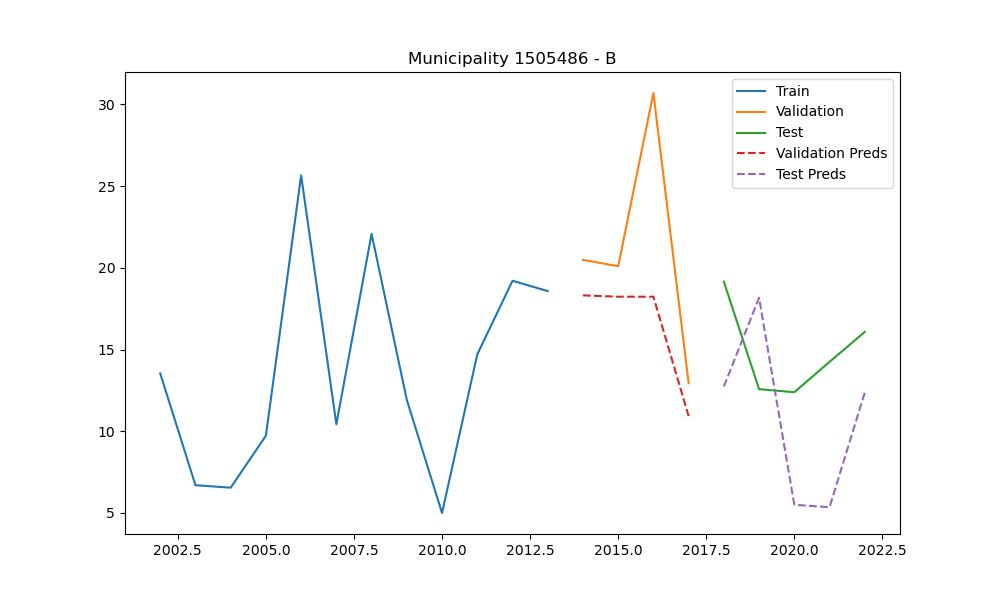 Municipality 1505486 - B
Train
Validation
Test
Validation Preds
Test Preds
30
25
20
15
10
5
2002.5 2005.0 2007.5 2010.0 2012.5 2015.0 2017.5 2020.0 2022.5